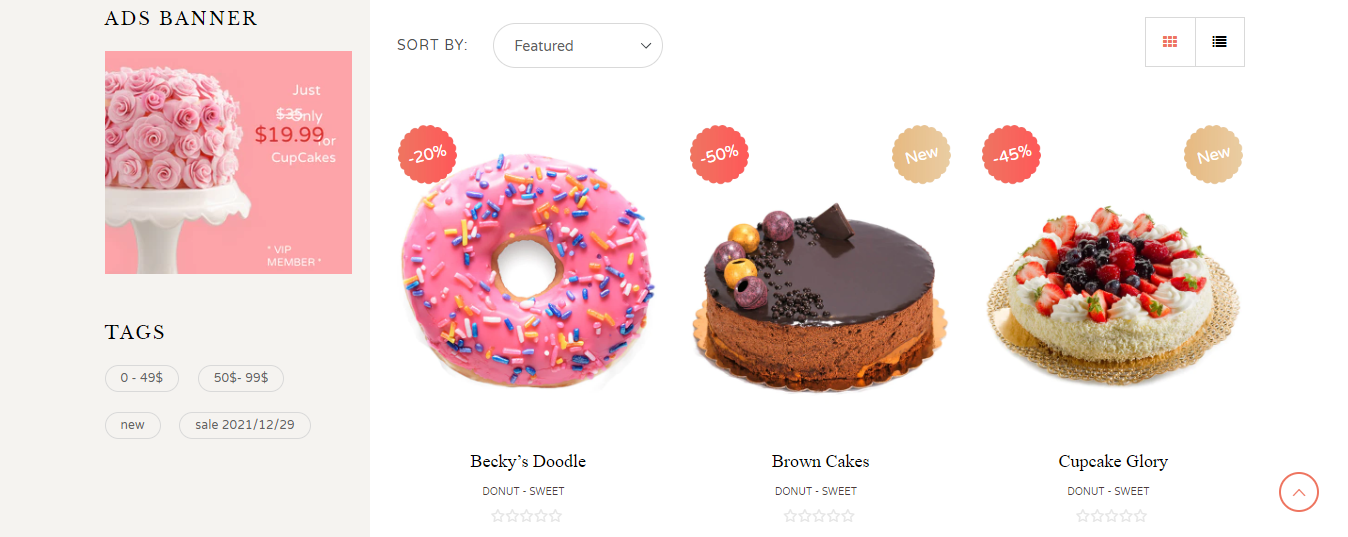 ADS BANNER
Just
$35
Only
$19.99
for
CupCakes
* VIP
MEMBER *
TAGS
0 - 49$
50$- 99$
new
sale 2021/12/29
SORT BY:
Featured
-20%
-50%
New
-45%
New
Becky’s Doodle
DONUT - SWEET
Brown Cakes
DONUT - SWEET
Cupcake Glory
DONUT - SWEET